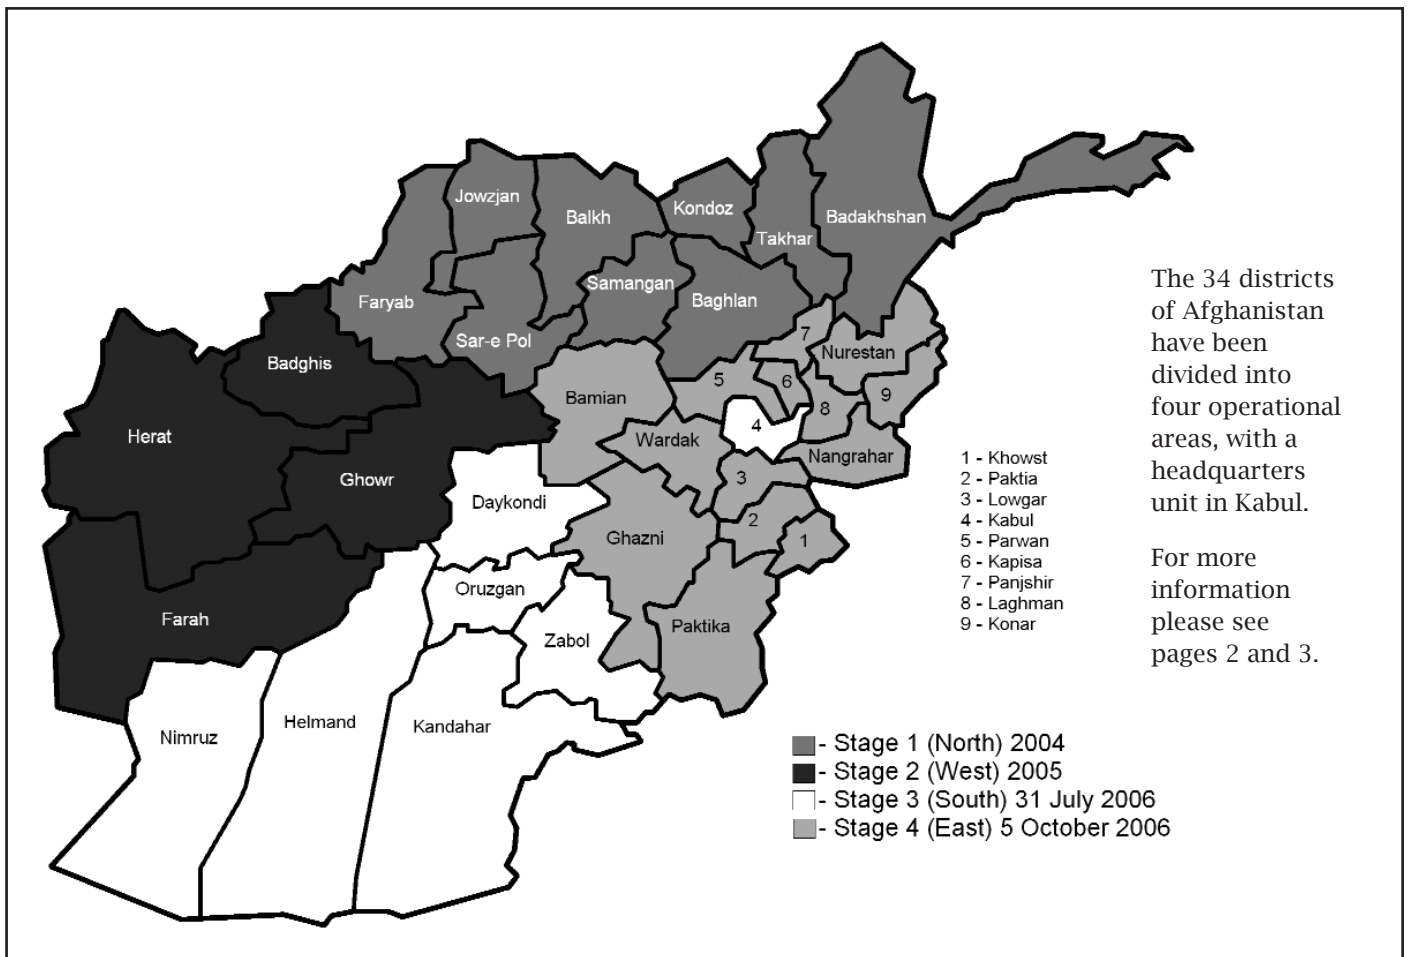 Jowzjan
Balkh
Kondoz
Takhar
Badakhshan
Faryab
Sar-e Pol
Samangan
Baghlan
Badghis
Herat
Ghowr
Farah
Bamian
Wardak
7
Nurestan
5
6
8
9
4
Nangrahar
3
2
1
Daykondi
Ghazni
Oruzgan
Zabol
Paktika
Nimruz
Helmand
Kandahar
The 34 districts
of Afghanistan
have been
divided into
four operational
areas, with a
headquarters
unit in Kabul.
For more
information
please see
pages 2 and 3.
1 - Khowst
2 - Paktia
3 - Lowgar
4 - Kabul
5 - Parwan
6 - Kapisa
7 - Panjshir
8 - Laghman
9 - Konar
- Stage 1 (North) 2004
- Stage 2 (West) 2005
- Stage 3 (South) 31 July 2006
- Stage 4 (East) 5 October 2006